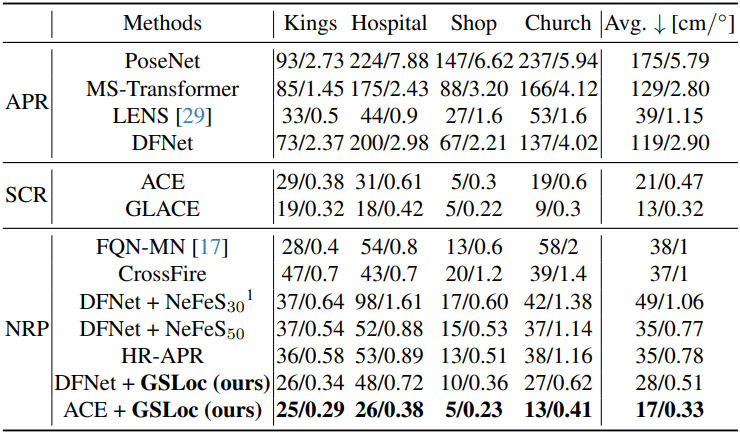 Methods Kings Hospital Shop Church Avg. ↓ [cm/°]
APR
PoseNet 93/2.73 224/7.88 147/6.62 237/5.94 175/5.79
MS-Transformer 85/1.45 175/2.43 88/3.20 166/4.12 129/2.80
LENS [29] 33/0.5 44/0.9 27/1.6 53/1.6 39/1.15
DFNet 73/2.37 200/2.98 67/2.21 137/4.02 119/2.90
SCR
ACE 29/0.38 31/0.61 5/0.3 19/0.6 21/0.47
GLACE 19/0.32 18/0.42 5/0.22 9/0.3 13/0.32
NRP
FQN-MN [17] 28/0.4 54/0.8 13/0.6 58/2 38/1
CrossFire 47/0.7 43/0.7 20/1.2 39/1.4 37/1
DFNet + NeFeS₃₀¹ 37/0.64 98/1.61 17/0.60 42/1.38 49/1.06
DFNet + NeFeS₅₀ 37/0.54 52/0.88 15/0.53 37/1.14 35/0.77
HR-APR 36/0.58 53/0.89 13/0.51 38/1.16 35/0.78
DFNet + GSLoc (ours) 26/0.34 48/0.72 10/0.36 27/0.62 28/0.51
ACE + GSLoc (ours) 25/0.29 26/0.38 5/0.23 13/0.41 17/0.33